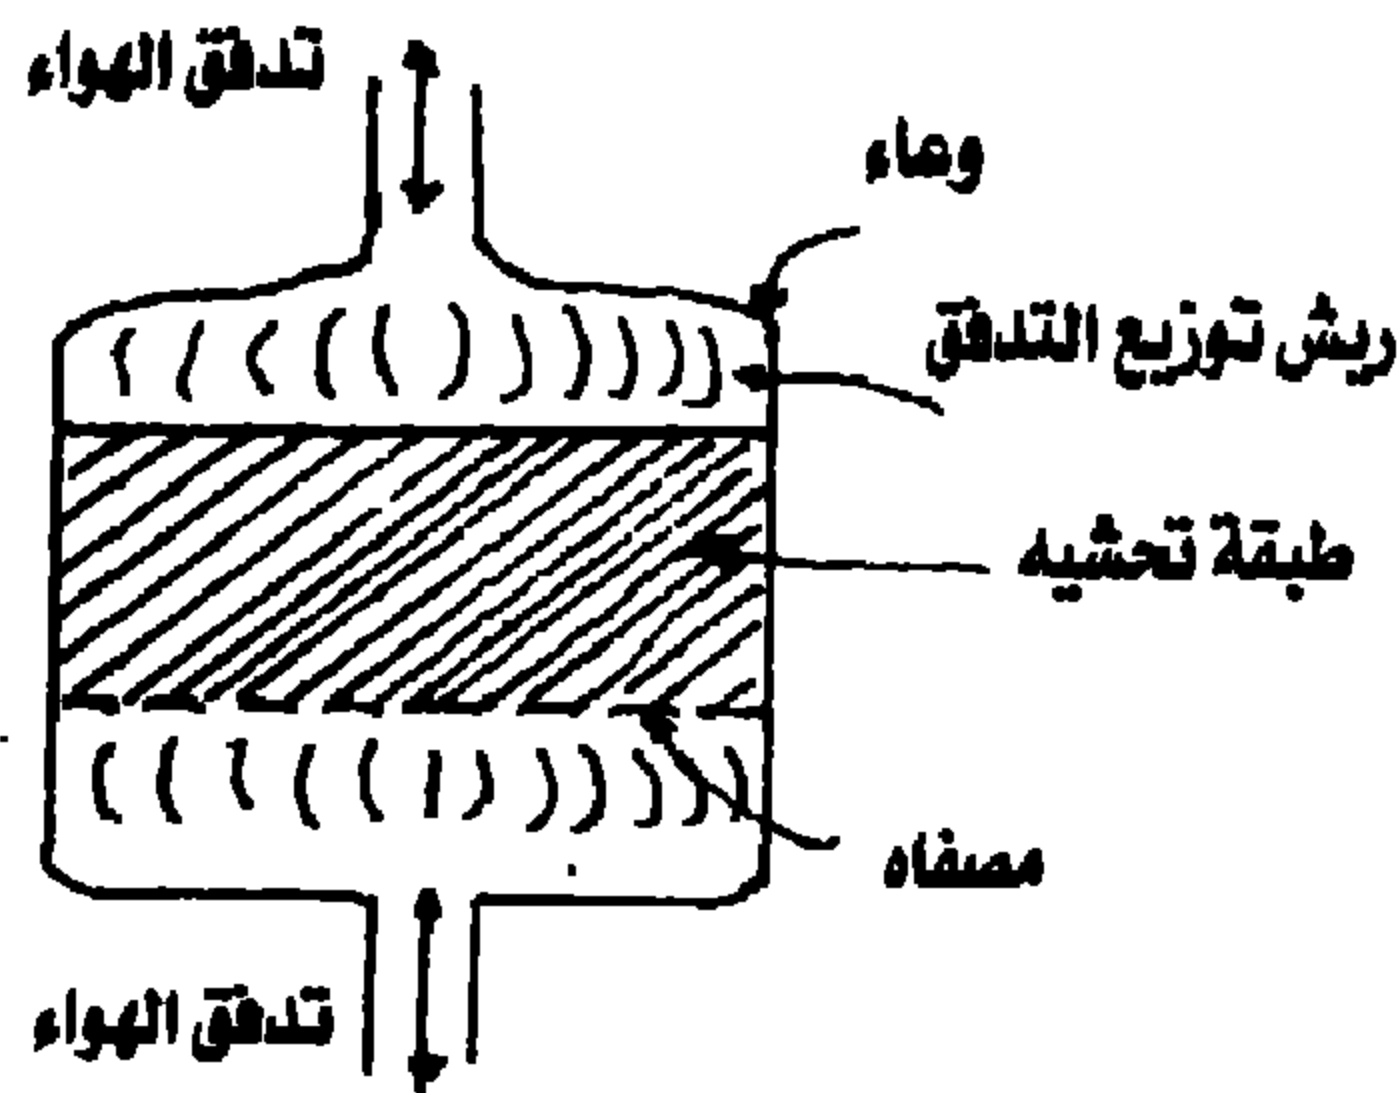 تدفق الهواء
وعاء
ريش توزيع التدفق
طبقة تحشيه
مصفاه
تدفق الهواء